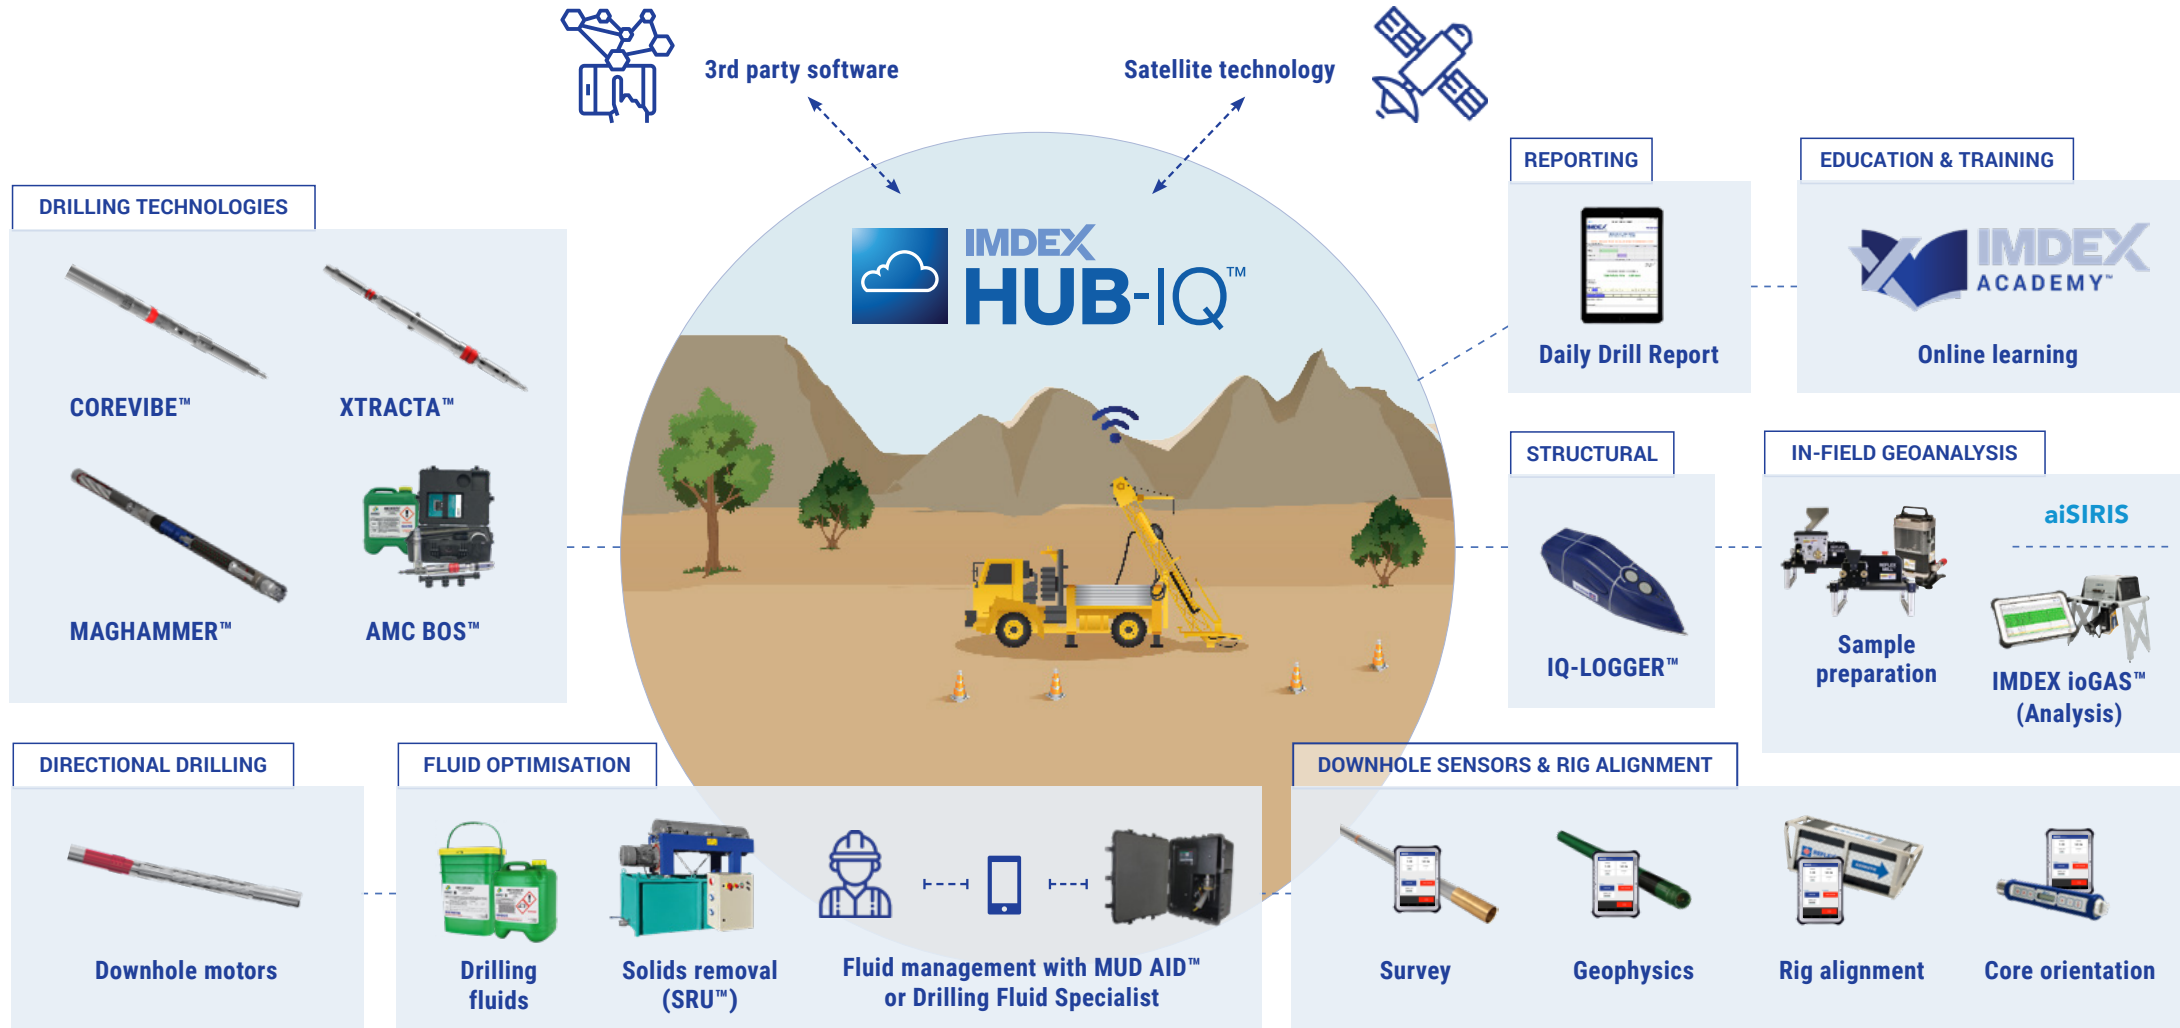 3rd party software
Satellite technology
REPORTING
EDUCATION & TRAINING
DRILLING TECHNOLOGIES
IMDEX
HUB-IQ™
IMDEX
ACADEMY™
Daily Drill Report
Online learning
COREVIBE™
XTRACTA™
STRUCTURAL
IN-FIELD GEOANALYSIS
aiSIRIS
MAGHAMMER™
AMC BOS™
IQ-LOGGER™
Sample
preparation
IMDEX ioGAS™
(Analysis)
DIRECTIONAL DRILLING
FLUID OPTIMISATION
DOWNHOLE SENSORS & RIG ALIGNMENT
Downhole motors
Drilling
fluids
Solids removal
(SRU™)
Fluid management with MUD AID™
or Drilling Fluid Specialist
Survey
Geophysics
Rig alignment
Core orientation